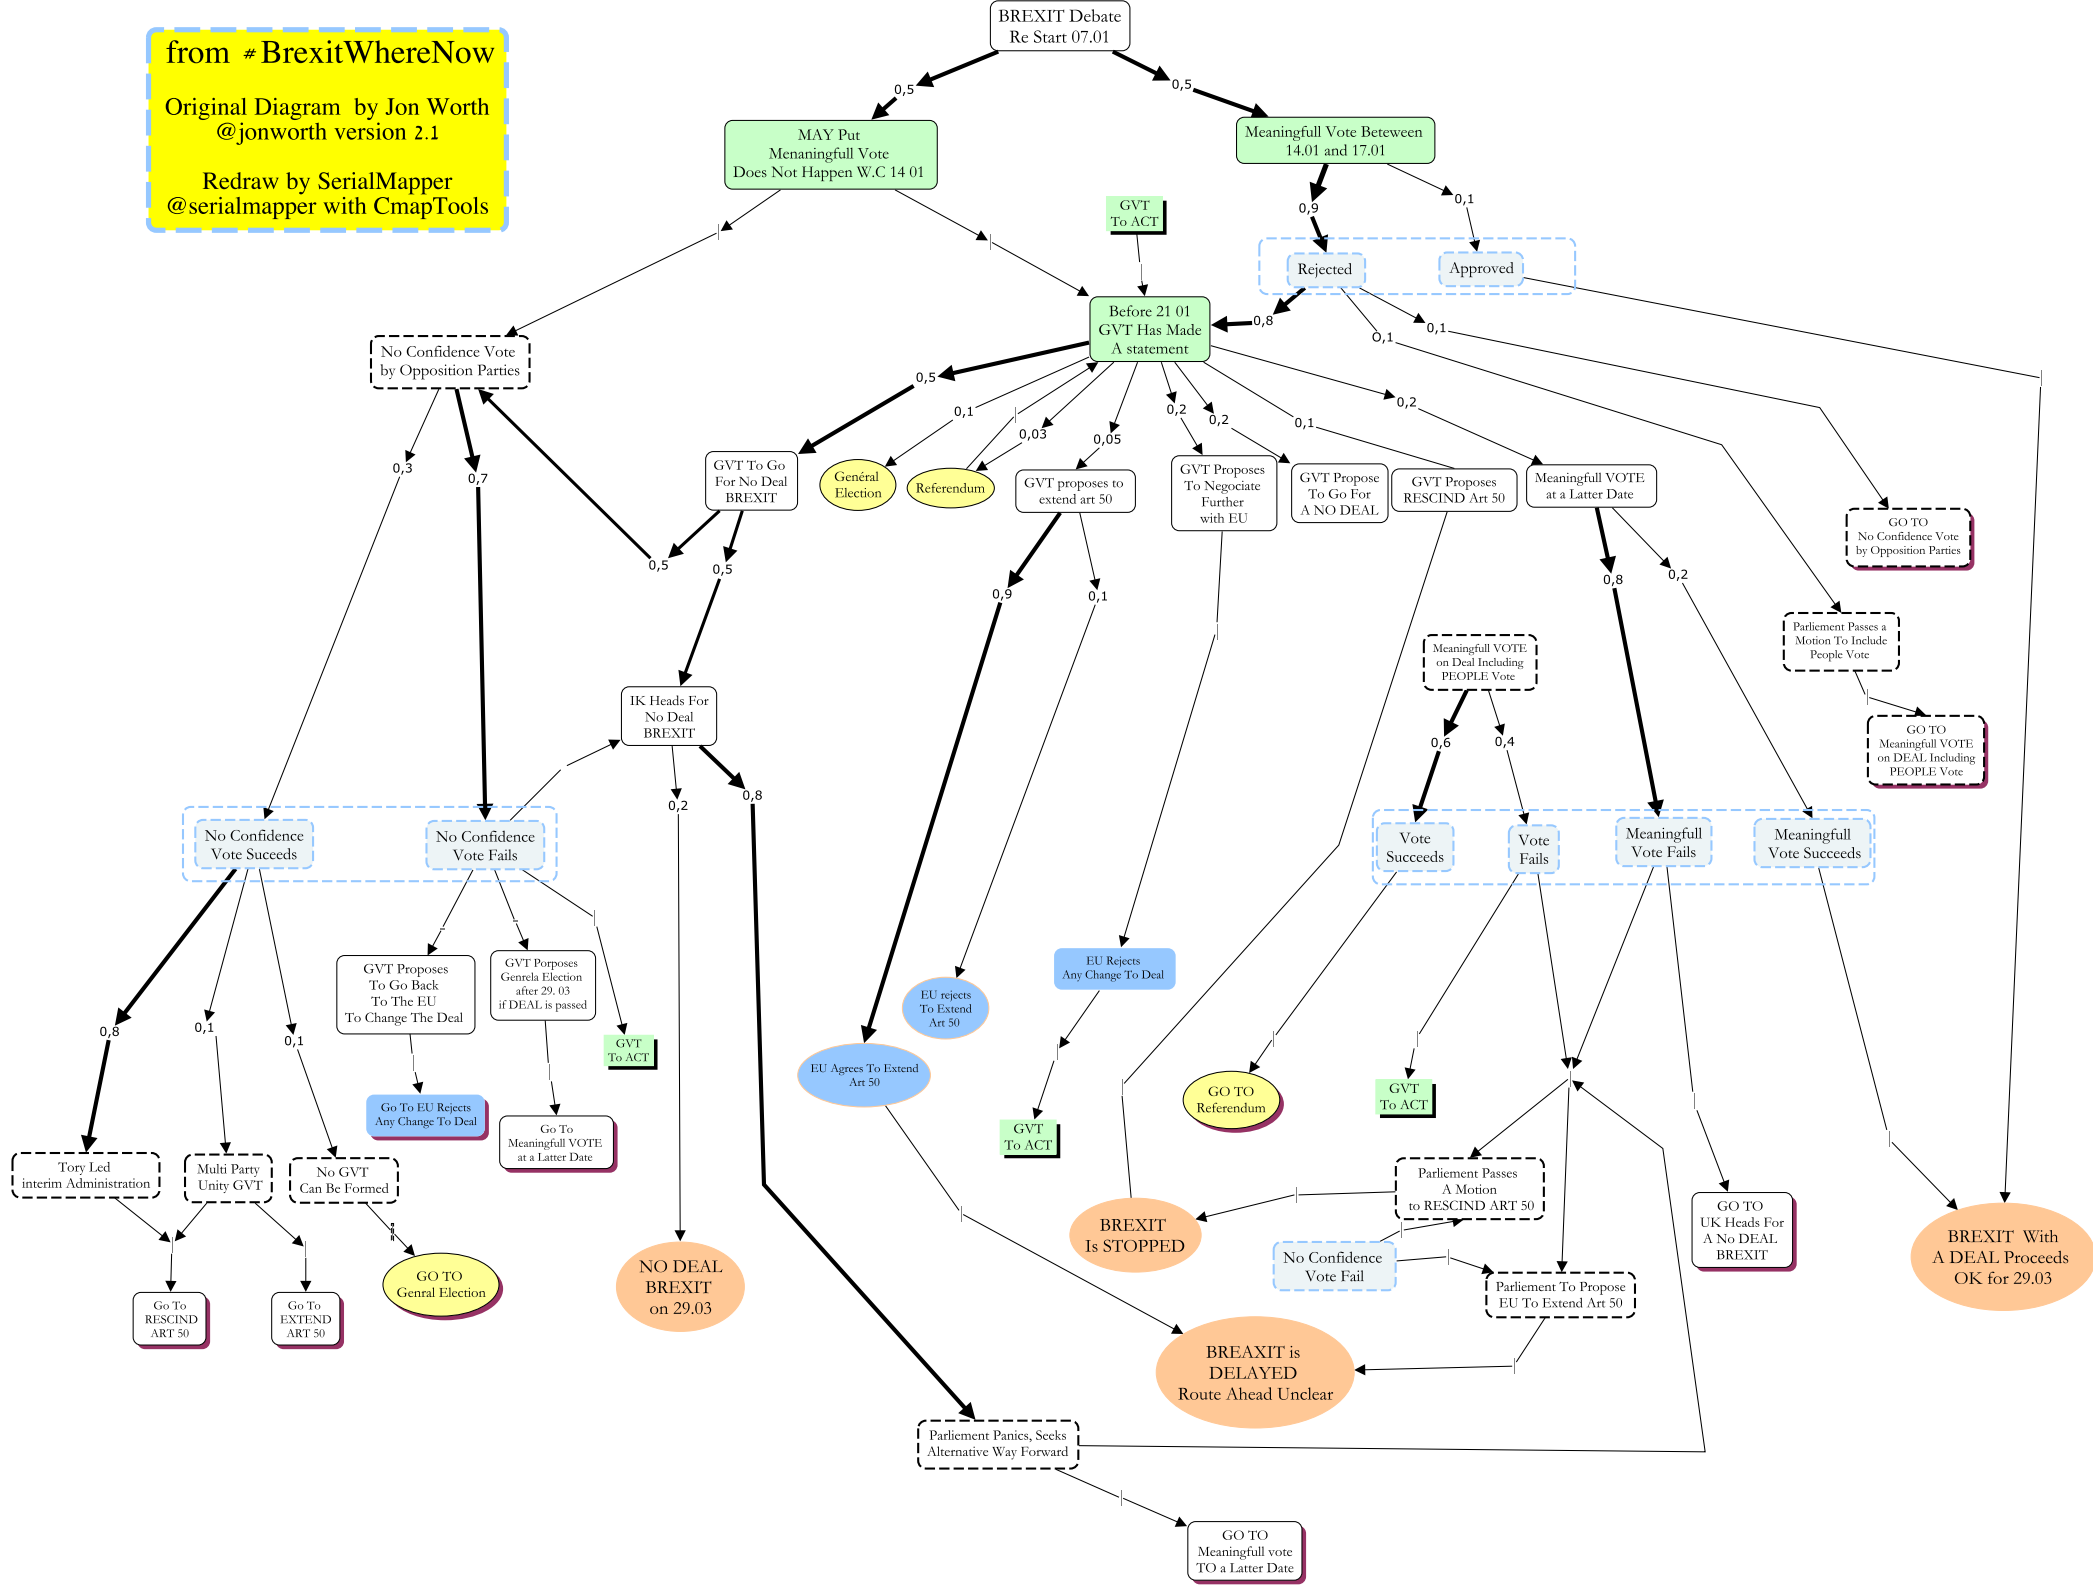 BREXIT Debate
Re Start 07.01
from #BrexitWhereNow
Original Diagram by Jon Worth
@jonworth version 2.1
Redraw by SerialMapper
@serialmapper with CmapTools
0,5
0,5
MAY Put
Menaningfull Vote
Does Not Happen W.C 14 01
Meaningfull Vote Beteween
14.01 and 17.01
GVT
To ACT
0,9
0,1
Rejected
Approved
Before 21 01
GVT Has Made
A statement
0,8
0,1
O,1
No Confidence Vote
by Opposition Parties
0,5
0,1
0,03
0,05
0,2
0,2
0,1
0,2
0,3
0,7
GVT To Go
For No Deal
BREXIT
Genéral
Election
Referendum
GVT proposes to
extend art 50
GVT Proposes
To Negociate
Further
with EU
GVT Propose
To Go For
A NO DEAL
GVT Proposes
RESCIND Art 50
Meaningfull VOTE
at a Latter Date
GO TO
No Confidence Vote
by Opposition Parties
0,5
0,5
0,9
0,1
0,8
0,2
Parliement Passes a
Motion To Include
People Vote
Meaningfull VOTE
on Deal Including
PEOPLE Vote
IK Heads For
No Deal
BREXIT
GO TO
Meaningfull VOTE
on DEAL Including
PEOPLE Vote
0,6
0,4
0,2
0,8
No Confidence
Vote Suceeds
No Confidence
Vote Fails
Vote
Succeeds
Vote
Fails
Meaningfull
Vote Fails
Meaningfull
Vote Succeeds
GVT Proposes
To Go Back
To The EU
To Change The Deal
GVT Porposes
Genrela Election
after 29. 03
if DEAL is passed
EU Rejects
Any Change To Deal
EU rejects
To Extend
Art 50
0,8
0,1
0,1
GVT
To ACT
EU Agrees To Extend
Art 50
GO TO
Referendum
GVT
To ACT
Go To EU Rejects
Any Change To Deal
Go To
Meaningfull VOTE
at a Latter Date
GVT
To ACT
Tory Led
interim Administration
Multi Party
Unity GVT
No GVT
Can Be Formed
Parliement Passes
A Motion
to RESCIND ART 50
GO TO
UK Heads For
A No DEAL
BREXIT
BREXIT
Is STOPPED
BREXIT With
A DEAL Proceeds
OK for 29.03
No Confidence
Vote Fail
GO TO
Genral Election
NO DEAL
BREXIT
on 29.03
Parliement To Propose
EU To Extend Art 50
Go To
RESCIND
ART 50
Go To
EXTEND
ART 50
BREAXIT is
DELAYED
Route Ahead Unclear
Parliement Panics, Seeks
Alternative Way Forward
GO TO
Meaningfull vote
TO a Latter Date